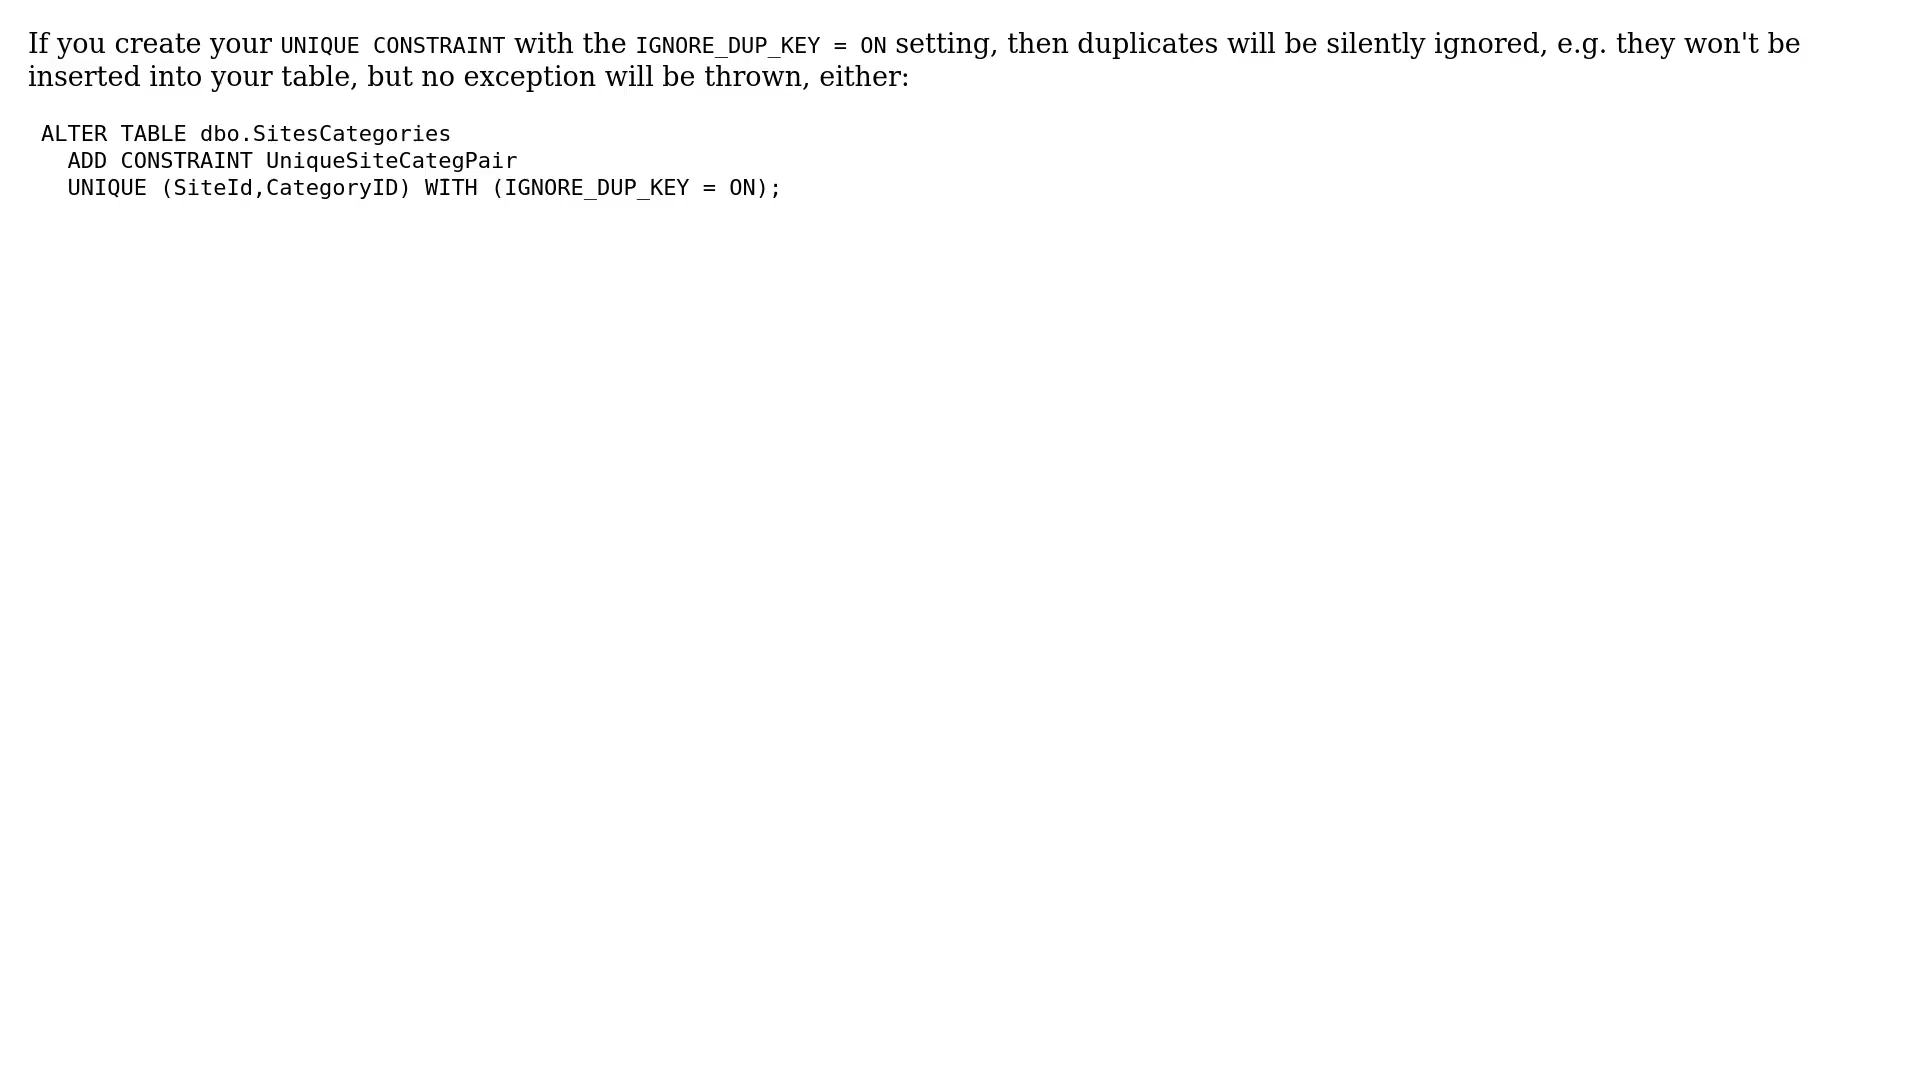 If you create your UNIQUE CONSTRAINT with the IGNORE_DUP_KEY = ON setting, then duplicates will be silently ignored, e.g. they won't be
inserted into your table, but no exception will be thrown, either:
ALTER TABLE dbo.SitesCategories
  ADD CONSTRAINT UniqueSiteCategPair
  UNIQUE (SiteId,CategoryID) WITH (IGNORE_DUP_KEY = ON);